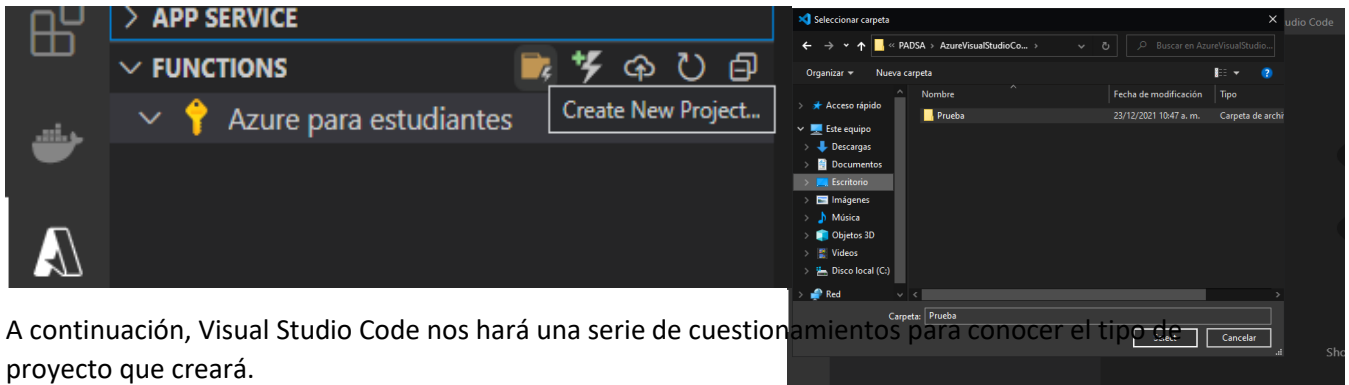 APP SERVICE
FUNCTIONS
Azure para estudiantes
Create New Project...
Seleccionar carpeta
udio Code
« PADSA › AzureVisualStudioCo... ›
Buscar en AzureVisualStudio...
Organizar
Nueva carpeta
Nombre
Fecha de modificación
Tipo
Acceso rápido
Prueba
23/12/2021 10:47 a. m.
Carpeta de archi
Este equipo
Descargas
Documentos
Escritorio
Imágenes
Música
Objetos 3D
Videos
Disco local (C:)
Red
Carpeta: Prueba
Select
Cancelar
Sho
A continuación, Visual Studio Code nos hará una serie de cuestionamientos para conocer el tipo de
proyecto que creará.